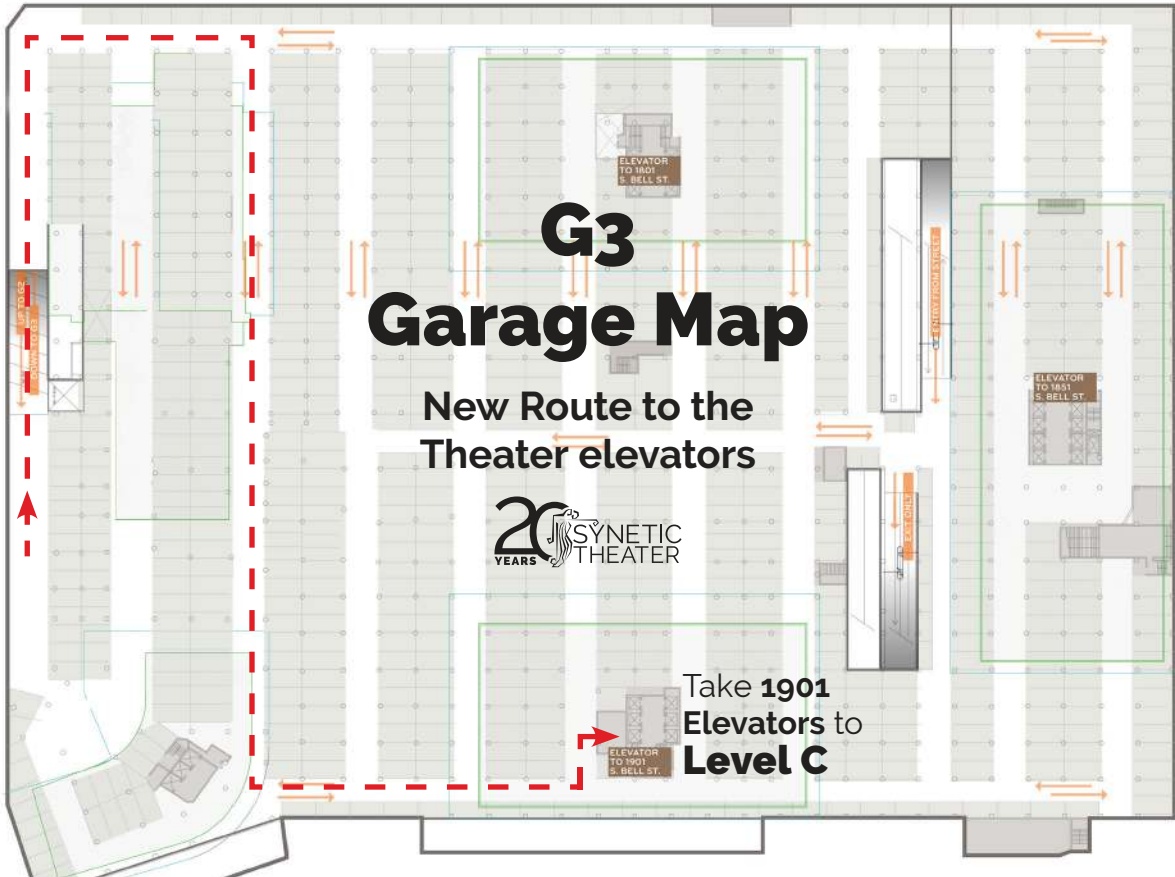 ELEVATOR
TO 1801
S. BELL ST.
G3
Garage Map
New Route to the
Theater elevators
20
YEARS
SYNETIC
THEATER
UP TO G2
DOWN TO G3
ENTRY FROM STREET
ELEVATOR
TO 1851
S. BELL ST.
EXIT ONLY
Take 1901
Elevators to
Level C
ELEVATOR
TO 1901
S. BELL ST.